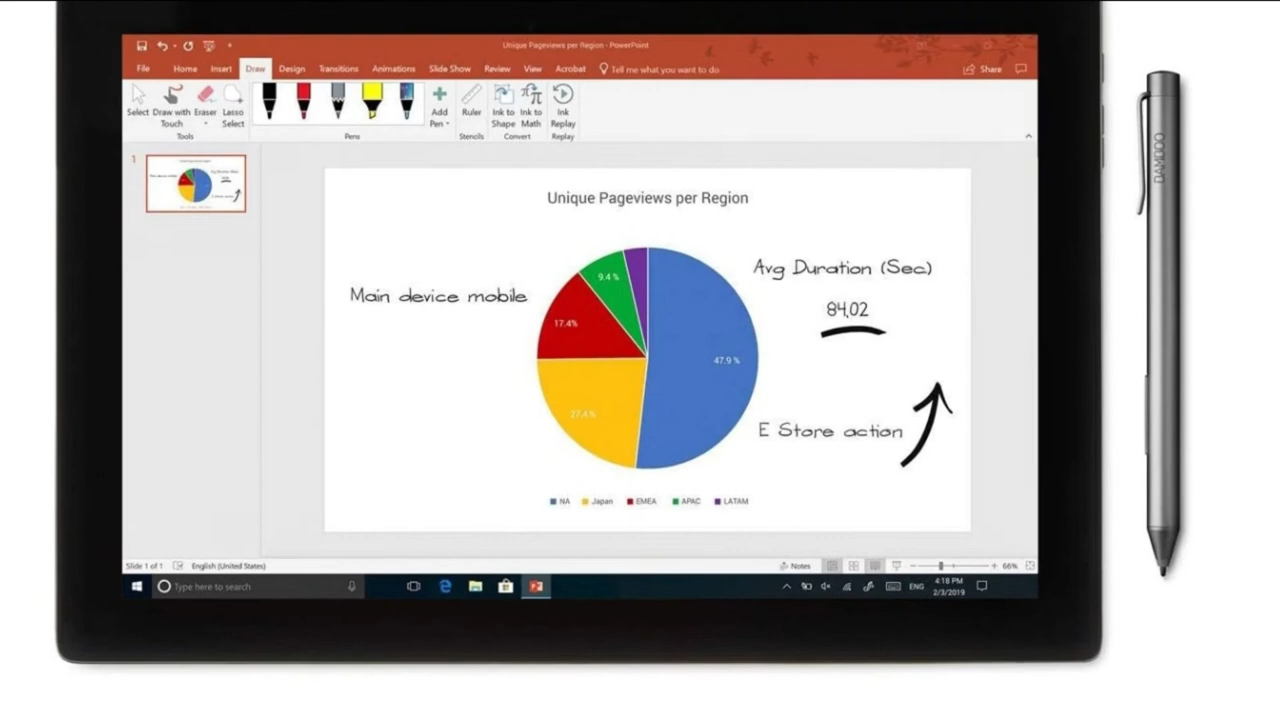 Unique Pageviews per Region - PowerPoint
File Home Insert Draw Design Transitions Animations Slide Show Review View Acrobat Tell me what you want to do Share
Select Draw with Touch Eraser Lasso Select Add Pen Ruler Ink to Shape Ink to Math Ink Replay
Tools Pens Stencils Convert Replay
1
Unique Pageviews per Region
Avg Duration (Sec)
9.4 %
Main device mobile
84,02
17.4%
47.9 %
27.4 %
E Store action
NA Japan EMEA APAC LATAM
Slide 1 of 1 English (United States) Notes 66%
Type here to search ENG 4:18 PM
2/3/2019
BAMBOO